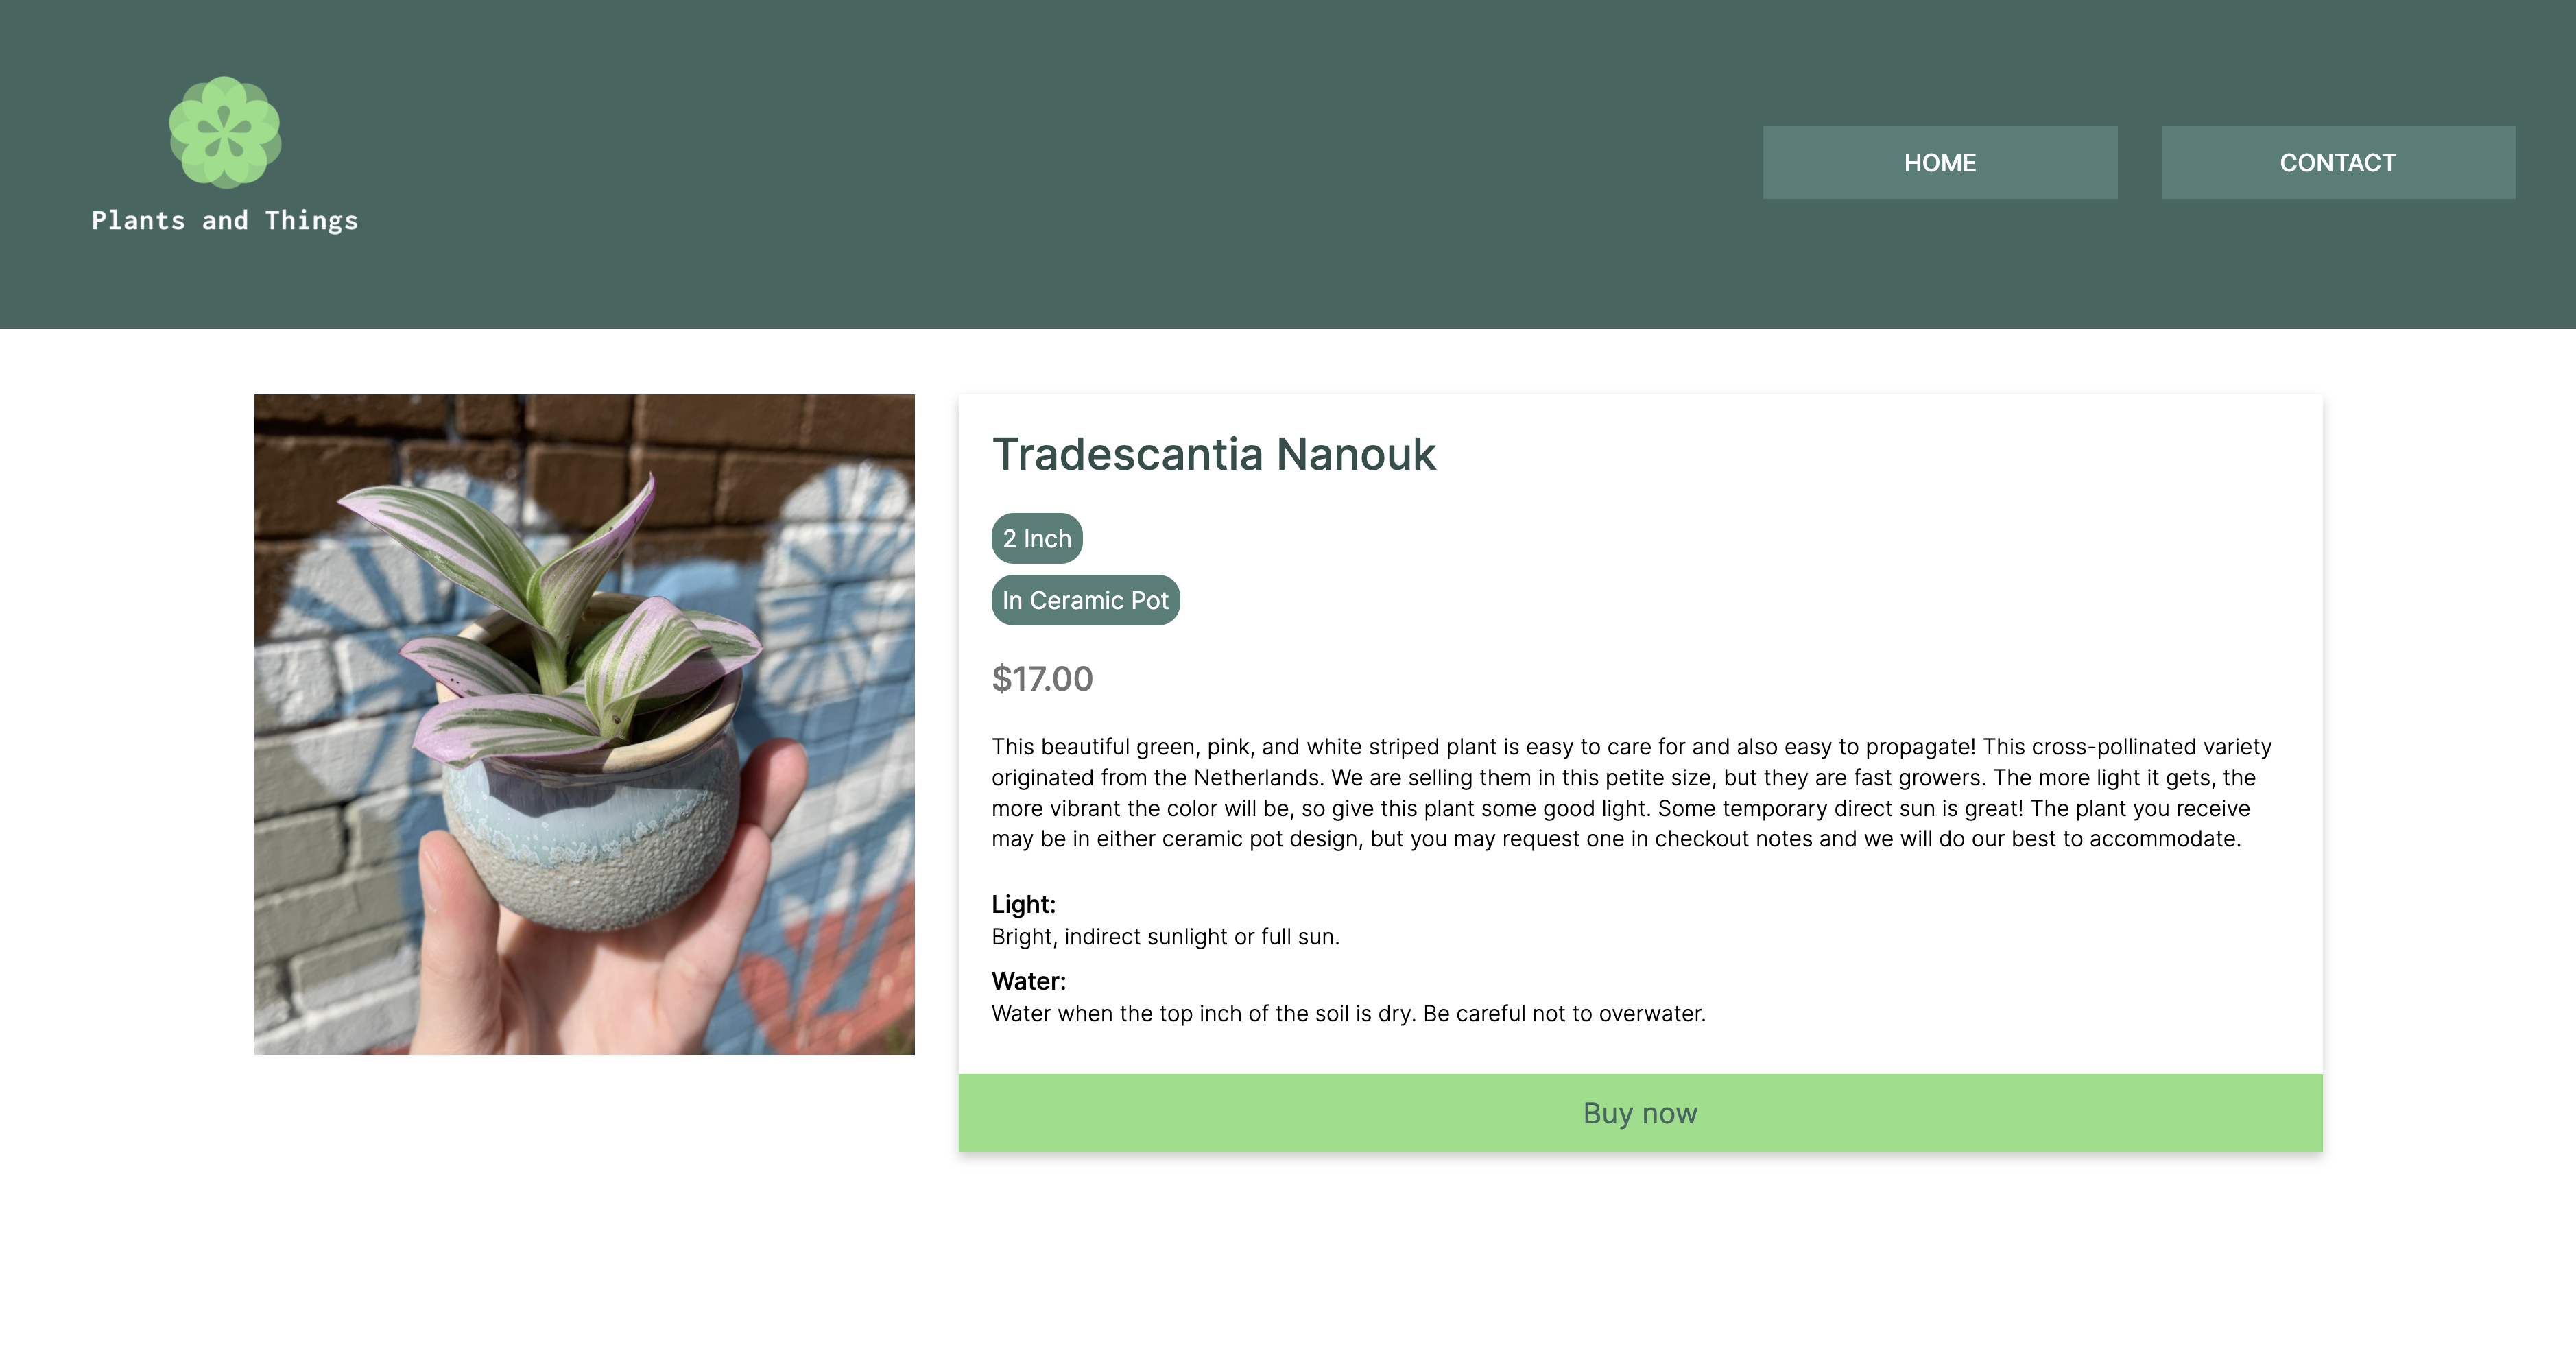 Plants and Things
HOME
CONTACT
Tradescantia Nanouk
2 Inch
In Ceramic Pot
$17.00
This beautiful green, pink, and white striped plant is easy to care for and also easy to propagate! This cross-pollinated variety
originated from the Netherlands. We are selling them in this petite size, but they are fast growers. The more light it gets, the
more vibrant the color will be, so give this plant some good light. Some temporary direct sun is great! The plant you receive
may be in either ceramic pot design, but you may request one in checkout notes and we will do our best to accommodate.
Light:
Bright, indirect sunlight or full sun.
Water:
Water when the top inch of the soil is dry. Be careful not to overwater.
Buy now